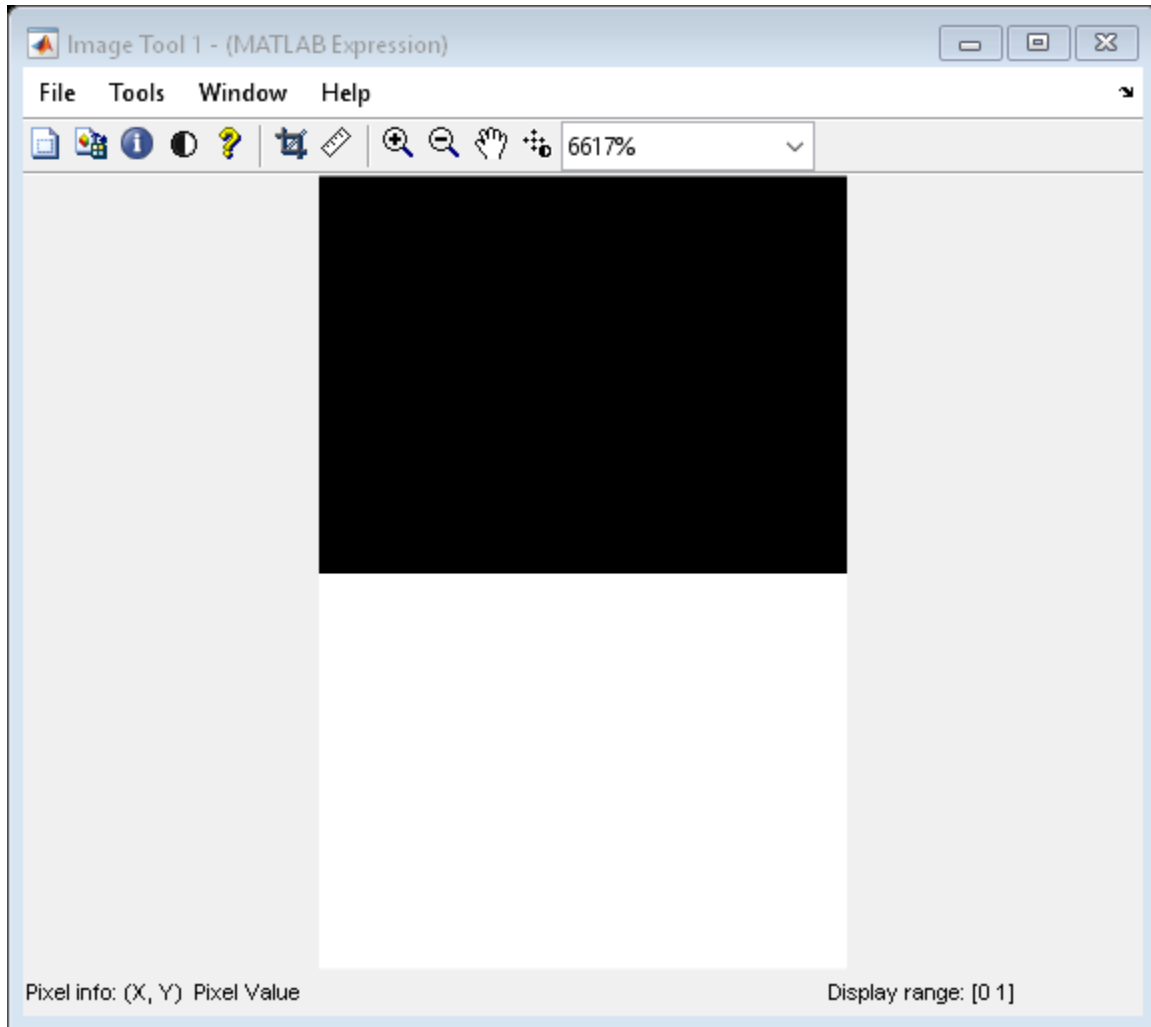 Image Tool 1 - (MATLAB Expression)
File Tools Window Help
6617%
Pixel info: (X, Y) Pixel Value
Display range: [0 1]